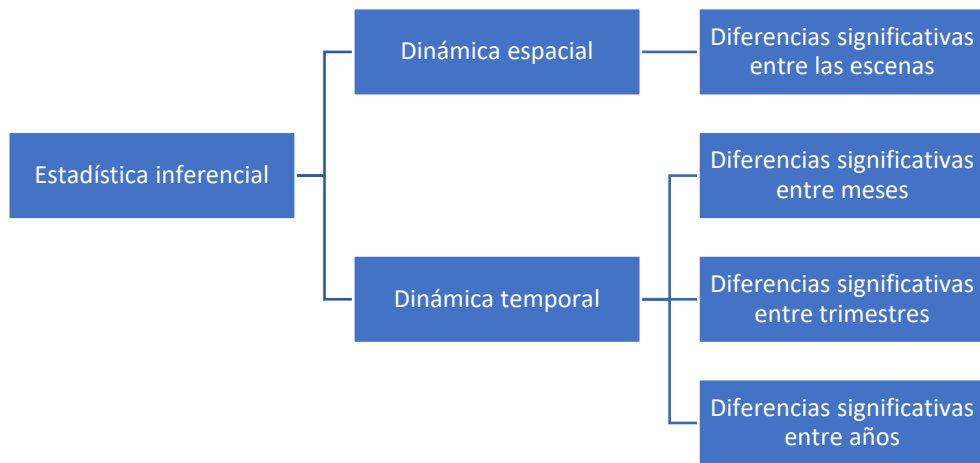 Dinámica espacial
Diferencias significativas
entre las escenas
Estadística inferencial
Diferencias significativas
entre meses
Dinámica temporal
Diferencias significativas
entre trimestres
Diferencias significativas
entre años